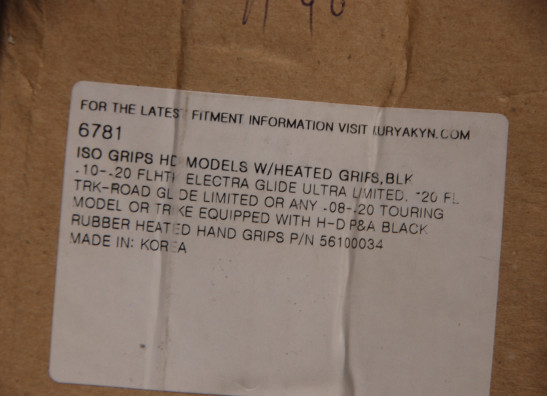 FOR THE LATEST FITMENT INFORMATION VISIT KURYAKYN.COM
6781
ISO GRIPS HD MODELS W/HEATED GRIPS,BLK
.10-.20 FLHTK ELECTRA GLIDE ULTRA LIMITED, '20 FL
TRK-ROAD GLIDE LIMITED OR ANY .08-.20 TOURING
MODEL OR TRIKE EQUIPPED WITH H-D P&A BLACK
RUBBER HEATED HAND GRIPS P/N 56100034
MADE IN: KOREA